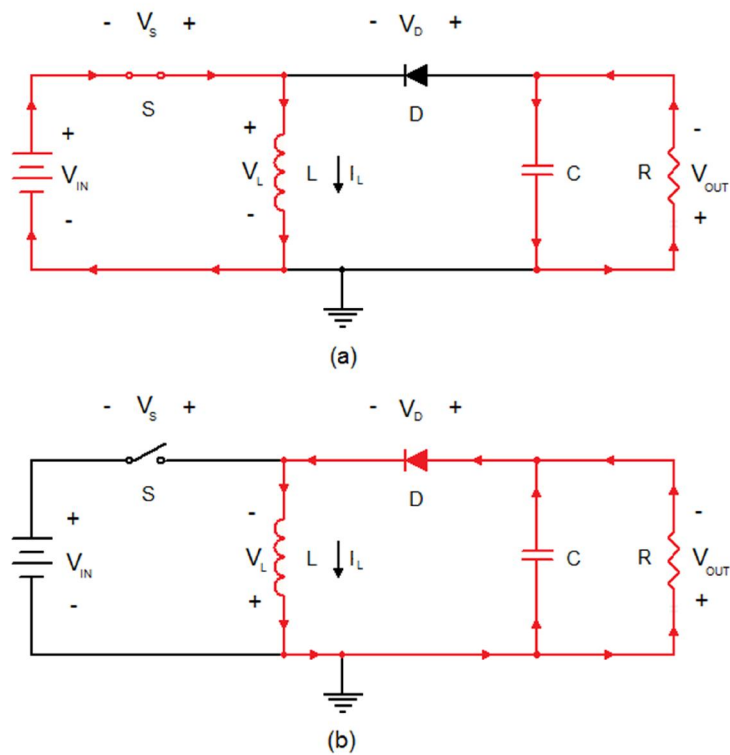 - V_S + - V_D +
S D
+ V_IN - + V_L - L I_L C R - V_OUT +
(a)
- V_S + - V_D +
S D
+ V_IN - - V_L + L I_L C R - V_OUT +
(b)